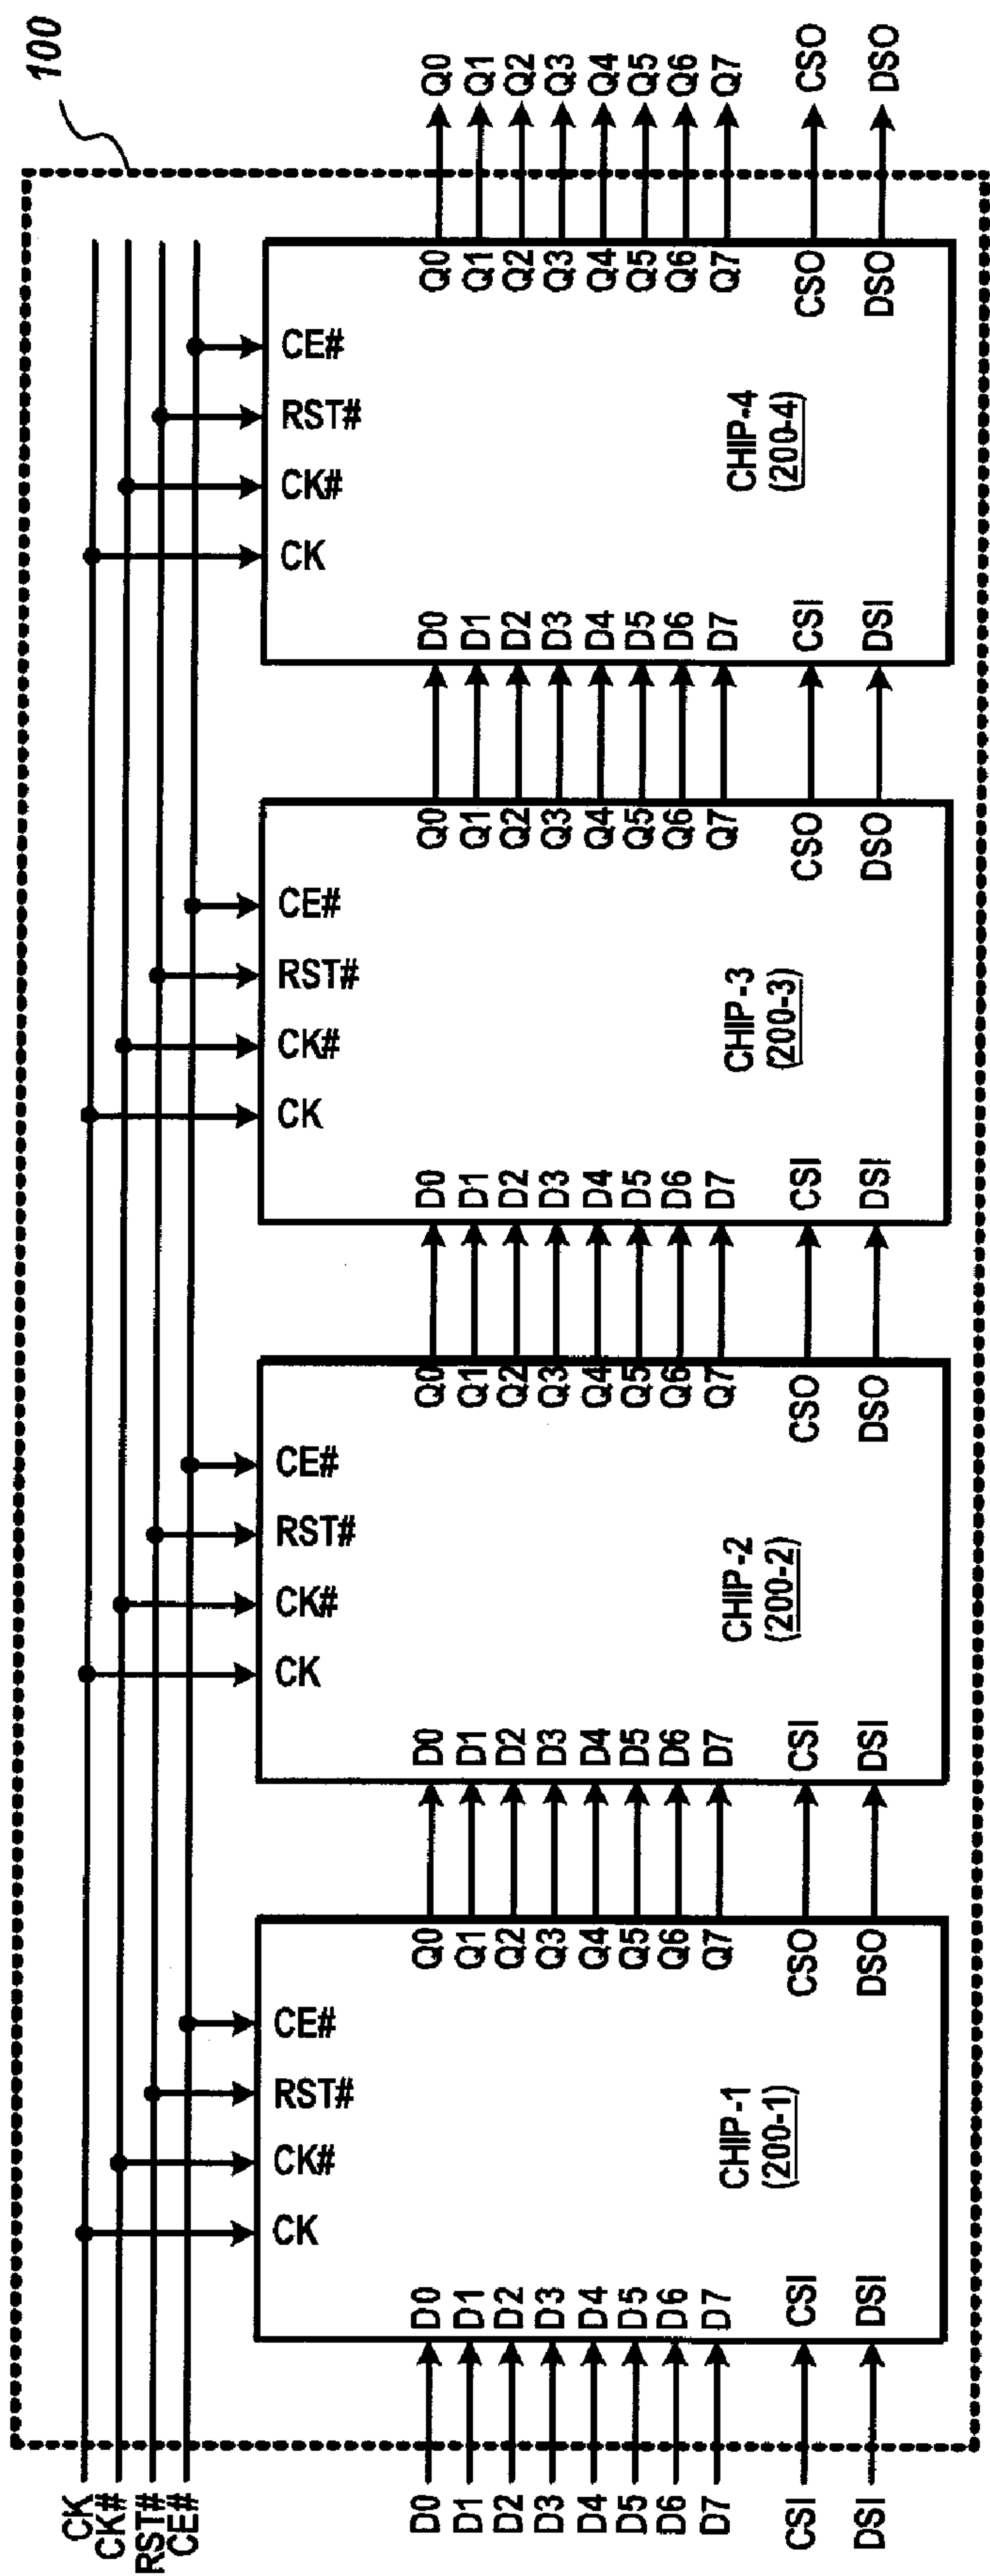 100
CK
CK#
RST#
CE#
D0
D1
D2
D3
D4
D5
D6
D7
CSI
DSI
CK
CK#
RST#
CE#
D0
D1
D2
D3
D4
D5
D6
D7
CSI
DSI
CHIP-1
(200-1)
Q0
Q1
Q2
Q3
Q4
Q5
Q6
Q7
CSO
DSO
CK
CK#
RST#
CE#
D0
D1
D2
D3
D4
D5
D6
D7
CSI
DSI
CHIP-2
(200-2)
Q0
Q1
Q2
Q3
Q4
Q5
Q6
Q7
CSO
DSO
CK
CK#
RST#
CE#
D0
D1
D2
D3
D4
D5
D6
D7
CSI
DSI
CHIP-3
(200-3)
Q0
Q1
Q2
Q3
Q4
Q5
Q6
Q7
CSO
DSO
CK
CK#
RST#
CE#
D0
D1
D2
D3
D4
D5
D6
D7
CSI
DSI
CHIP-4
(200-4)
Q0
Q1
Q2
Q3
Q4
Q5
Q6
Q7
CSO
DSO
Q0
Q1
Q2
Q3
Q4
Q5
Q6
Q7
CSO
DSO